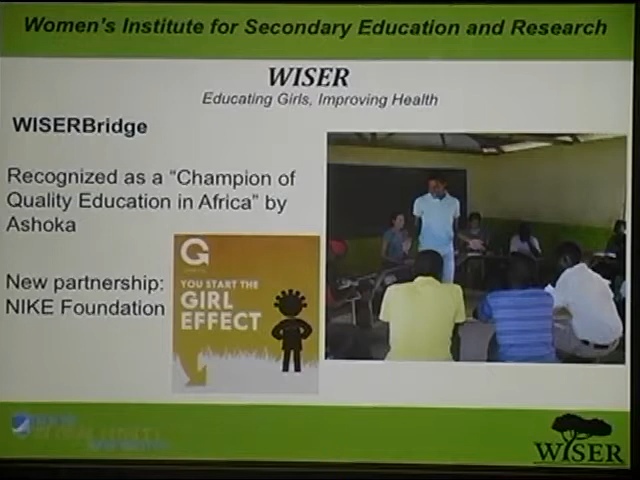 Women's Institute for Secondary Education and Research
WISER
Educating Girls, Improving Health
WISERBridge
Recognized as a “Champion of
Quality Education in Africa” by
Ashoka
New partnership:
NIKE Foundation
G
YOU START THE
GIRL
EFFECT
WISER